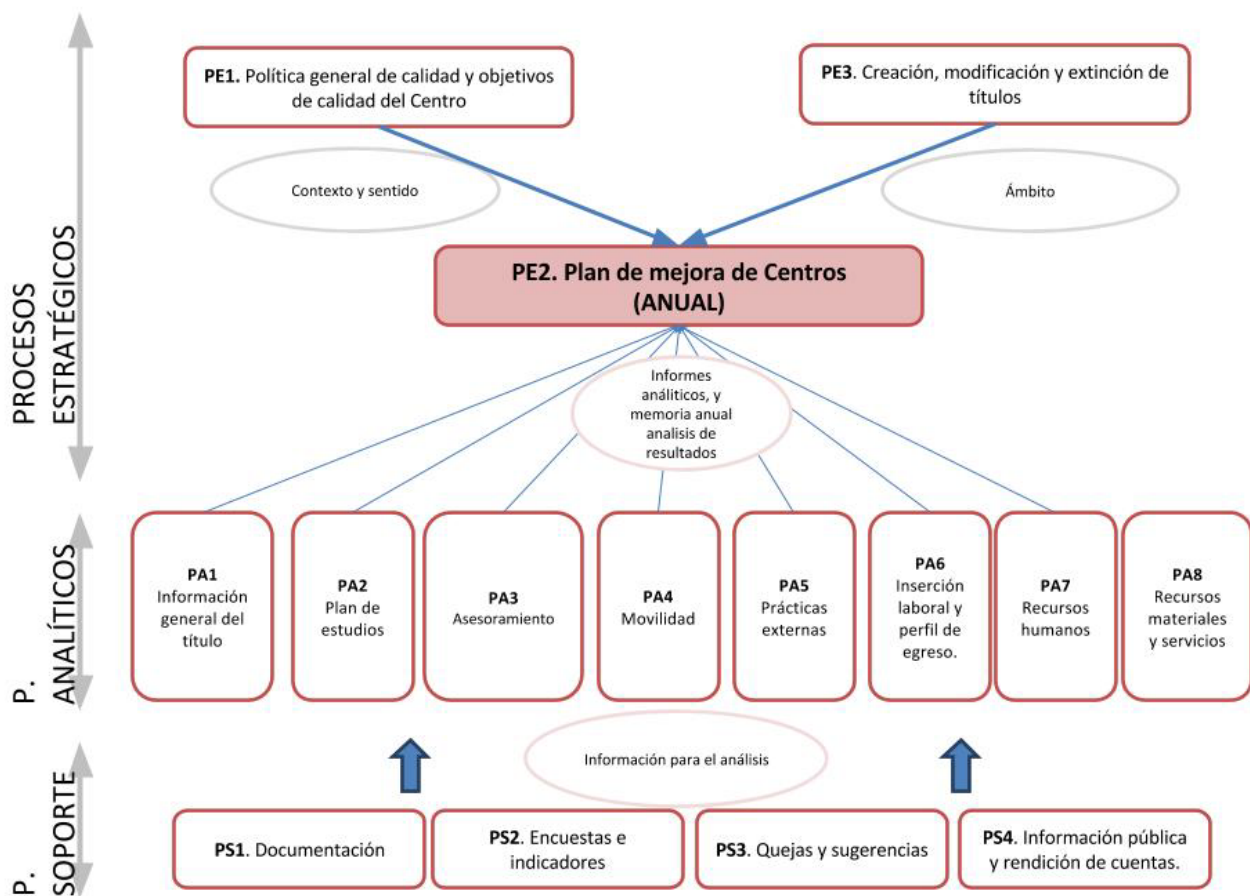 PE1. Política general de calidad y objetivos
de calidad del Centro
PE3. Creación, modificación y extinción de
títulos
Contexto y sentido
Ámbito
PE2. Plan de mejora de Centros
(ANUAL)
PROCESOS
ESTRATÉGICOS
Informes
análiticos, y
memoria anual
analisis de
resultados
P.
ANALÍTICOS
PA1
Información
general del
título
PA2
Plan de
estudios
PA3
Asesoramiento
PA4
Movilidad
PA5
Prácticas
externas
PA6
Inserción
laboral y
perfil de
egreso.
PA7
Recursos
humanos
PA8
Recursos
materiales
y servicios
Información para el análisis
P.
SOPORTE
PS1. Documentación
PS2. Encuestas e
indicadores
PS3. Quejas y sugerencias
PS4. Información pública
y rendición de cuentas.